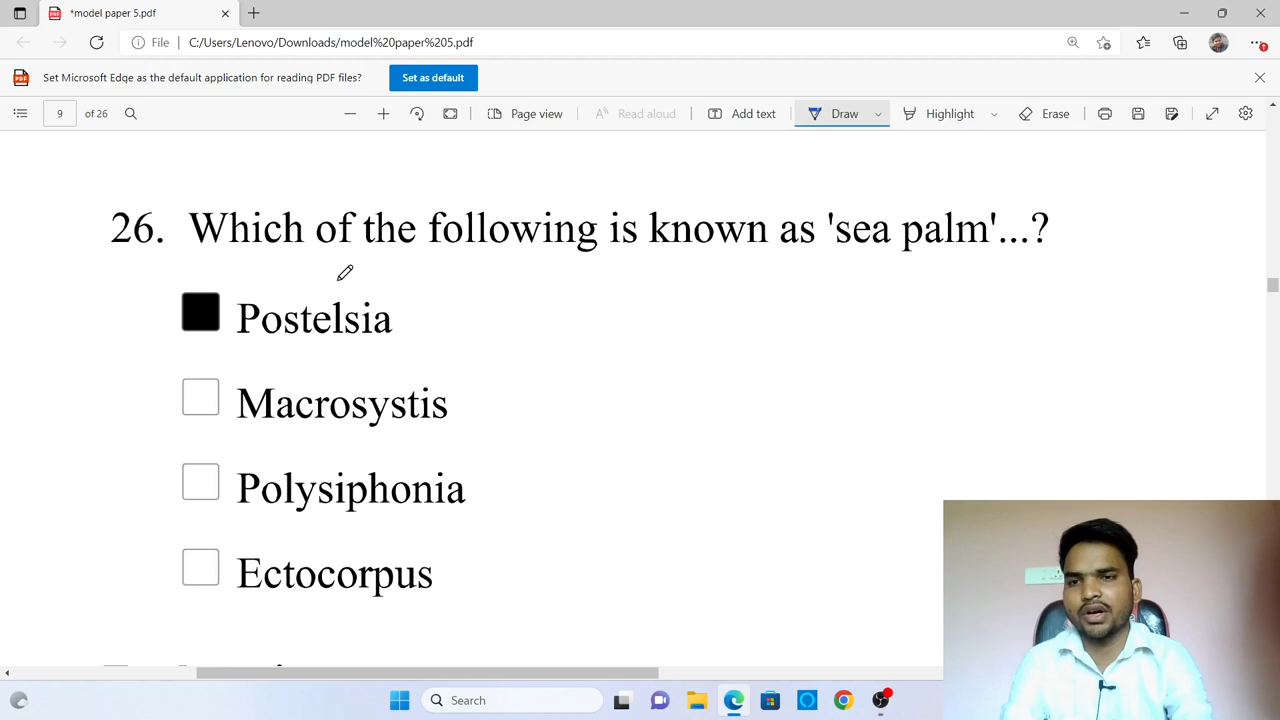 *model paper 5.pdf
File
C:/Users/Lenovo/Downloads/model%20paper%205.pdf
Set Microsoft Edge as the default application for reading PDF files?
Set as default
9 of 26
Page view
Read aloud
Add text
Draw
Highlight
Erase
26. Which of the following is known as 'sea palm'...?
Postelsia
Macrosystis
Polysiphonia
Ectocorpus
Search